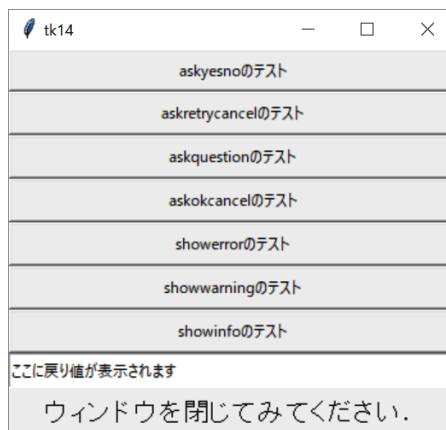 tk14
askyesnoのテスト
askretrycancelのテスト
askquestionのテスト
askokcancelのテスト
showerrorのテスト
showwarningのテスト
showinfoのテスト
ここに戻り値が表示されます
ウィンドウを閉じてみてください.